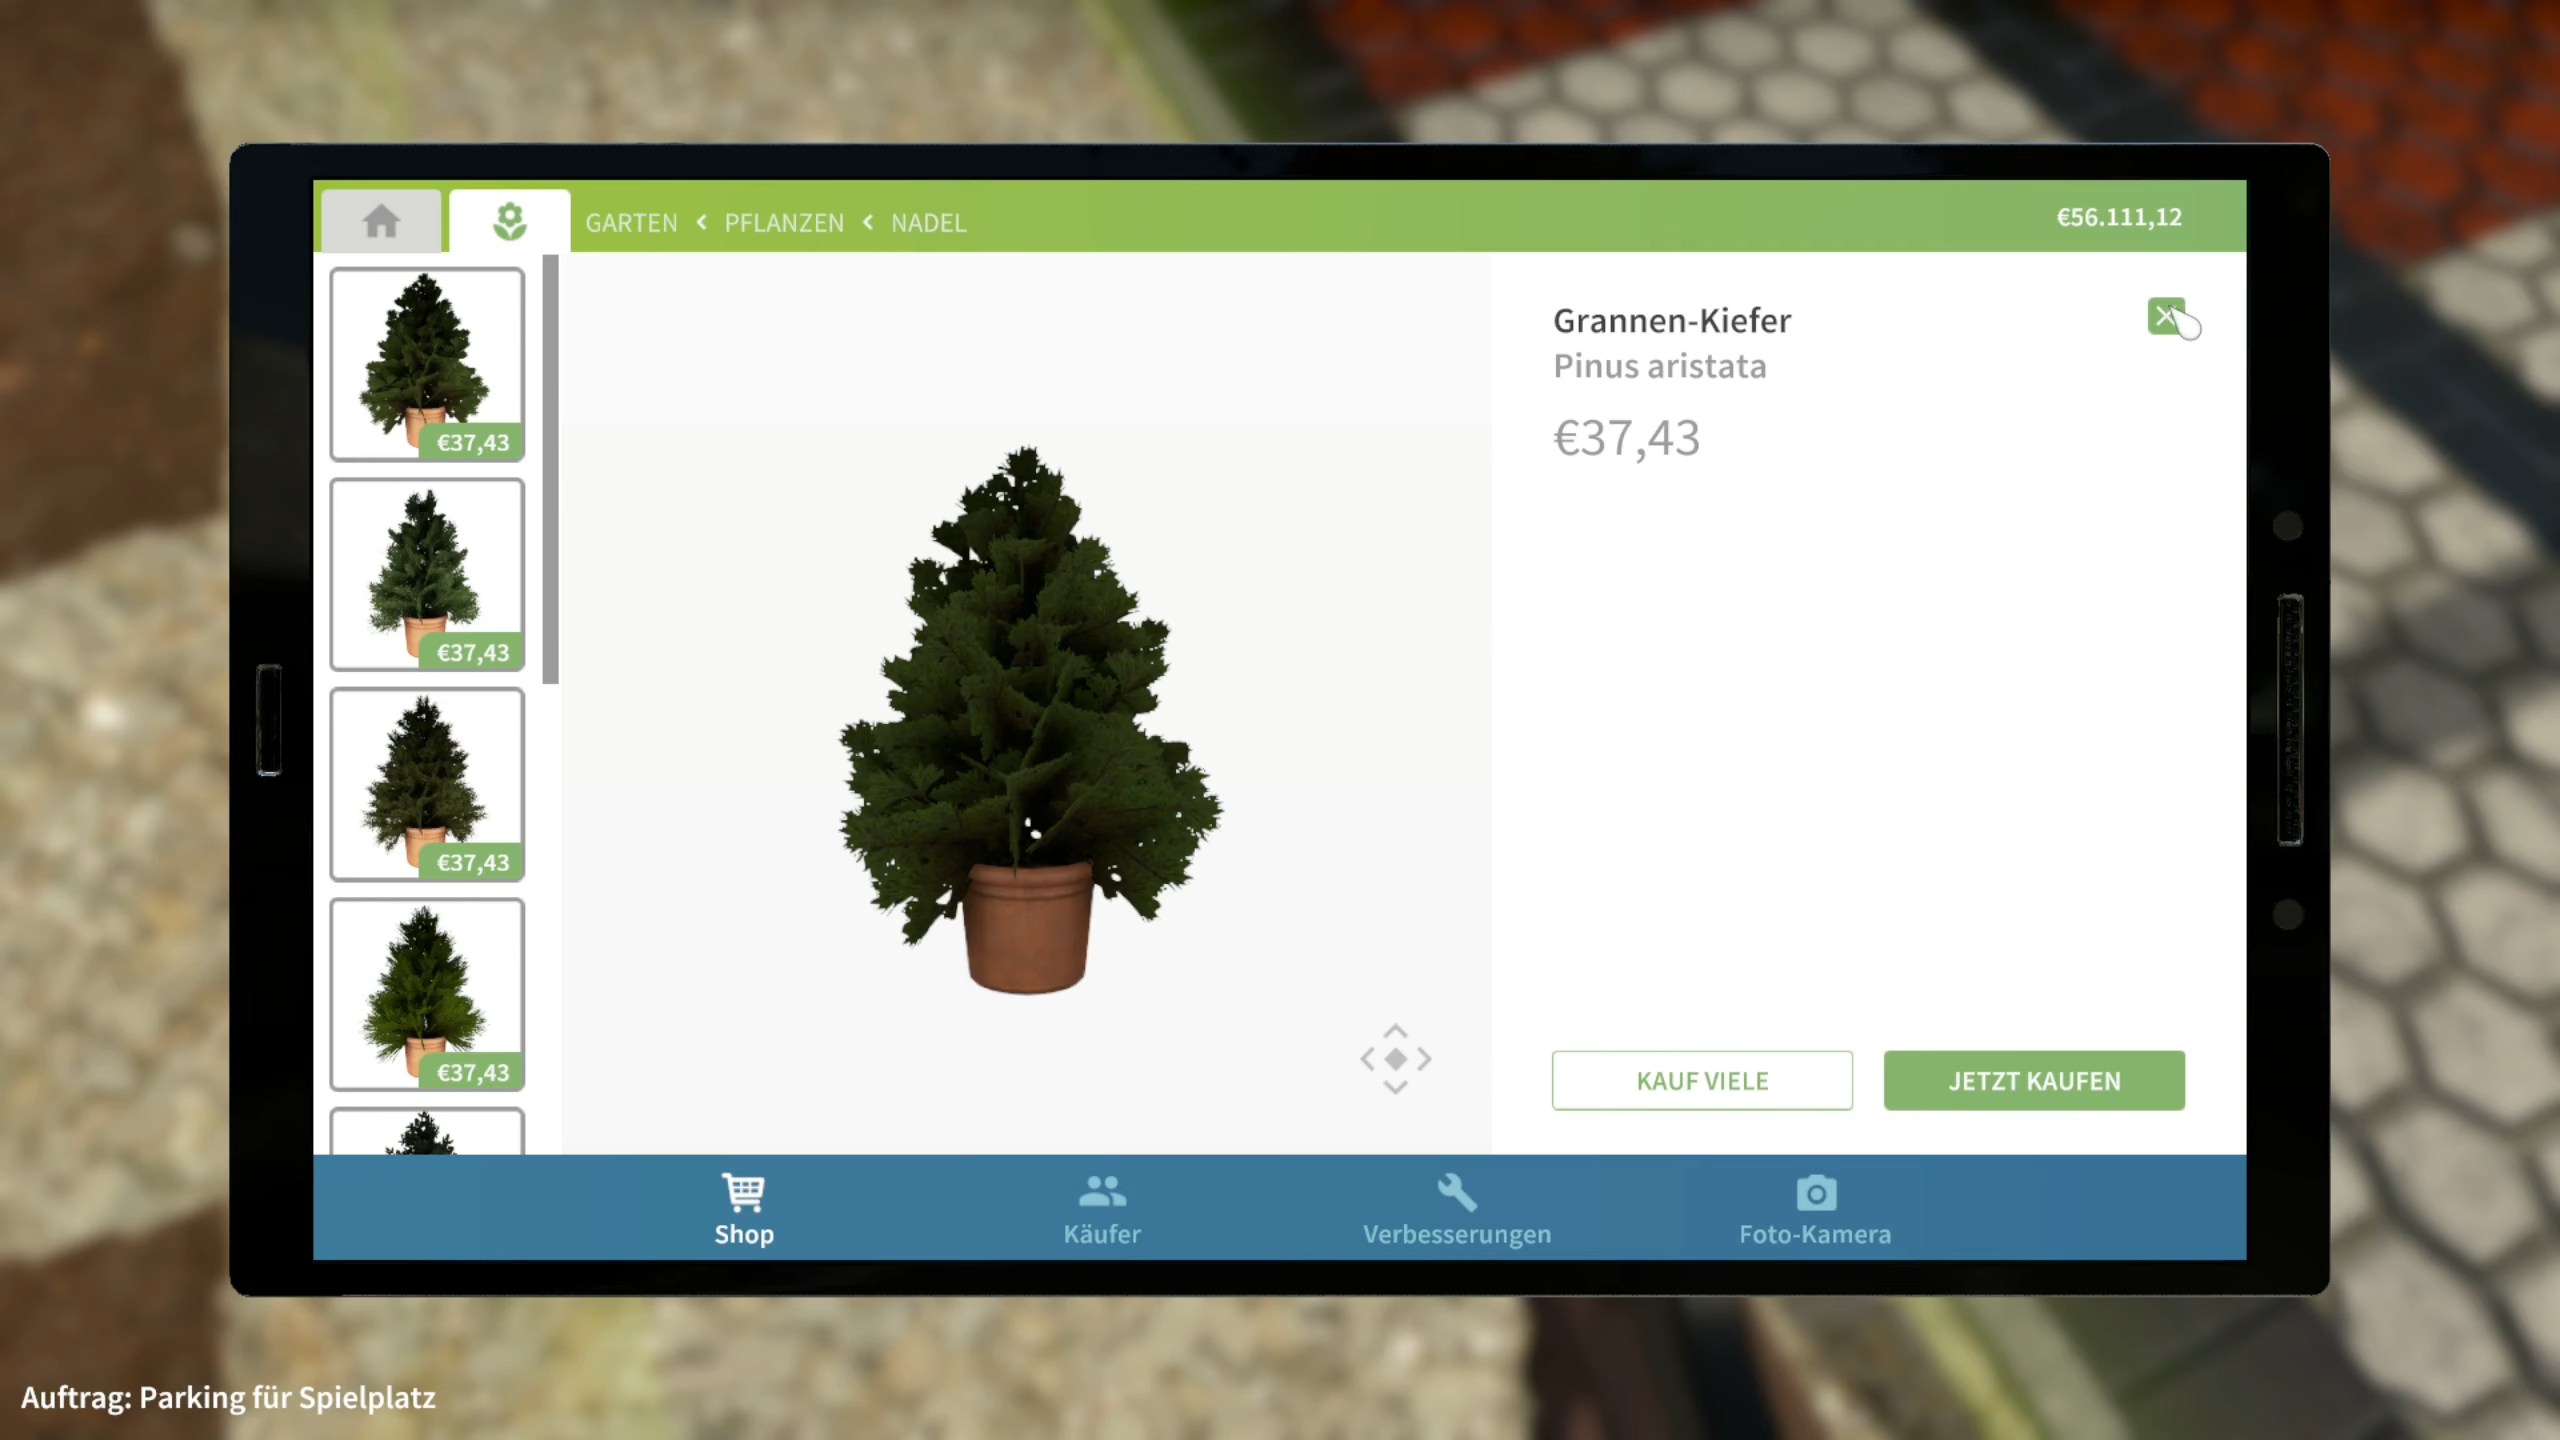 GARTEN < PFLANZEN < NADEL
€56.111,12
€37,43
€37,43
€37,43
€37,43
Grannen-Kiefer
Pinus aristata
€37,43
KAUF VIELE
JETZT KAUFEN
Shop
Käufer
Verbesserungen
Foto-Kamera
Auftrag: Parking für Spielplatz